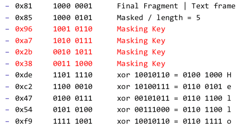 – 0x81 1000 0001 Final Fragment | Text frame
– 0x85 1000 0101 Masked / length = 5
– 0x96 1001 0110 Masking Key
– 0xa7 1010 0111 Masking Key
– 0x2b 0010 1011 Masking Key
– 0x38 0011 1000 Masking Key
– 0xde 1101 1110 xor 10010110 = 0100 1000 H
– 0xc2 1100 0010 xor 10100111 = 0110 0101 e
– 0x47 0100 0111 xor 00101011 = 0110 1100 l
– 0x54 0101 0100 xor 00111000 = 0110 1100 l
– 0xf9 1111 1001 xor 10010110 = 0110 1111 o